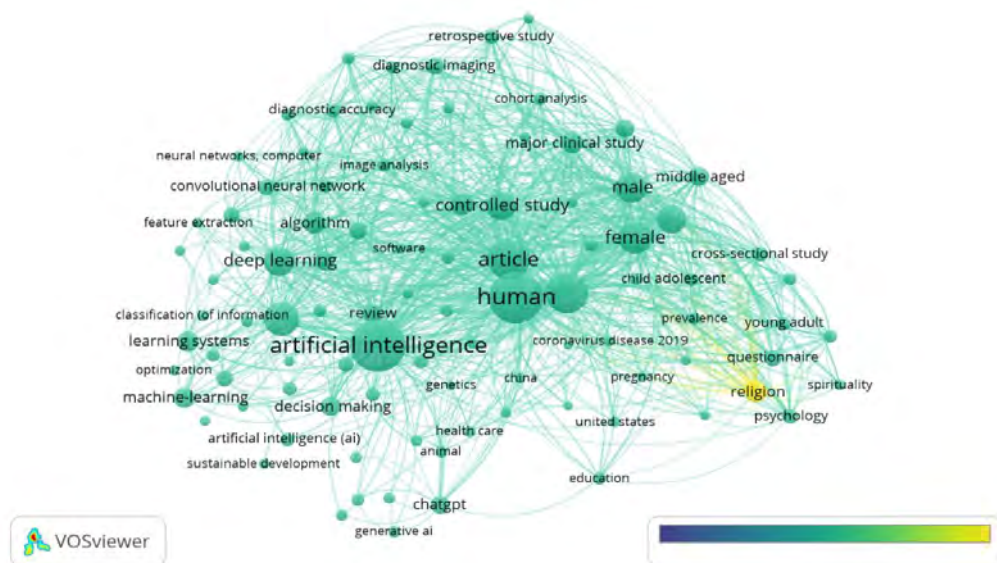 retrospective study
diagnostic imaging
cohort analysis
diagnostic accuracy
major clinical study
neural networks, computer
image analysis
convolutional neural network
male
middle aged
controlled study
feature extraction
algorithm
female
software
cross-sectional study
deep learning
article
child adolescent
human
classification (of information
review
prevalence
young adult
learning systems
artificial intelligence
coronavirus disease 2019
questionnaire
optimization
genetics
china
pregnancy
spirituality
machine-learning
religion
decision making
psychology
united states
health care
artificial intelligence (ai)
animal
sustainable development
education
chatgpt
generative ai
VOSviewer